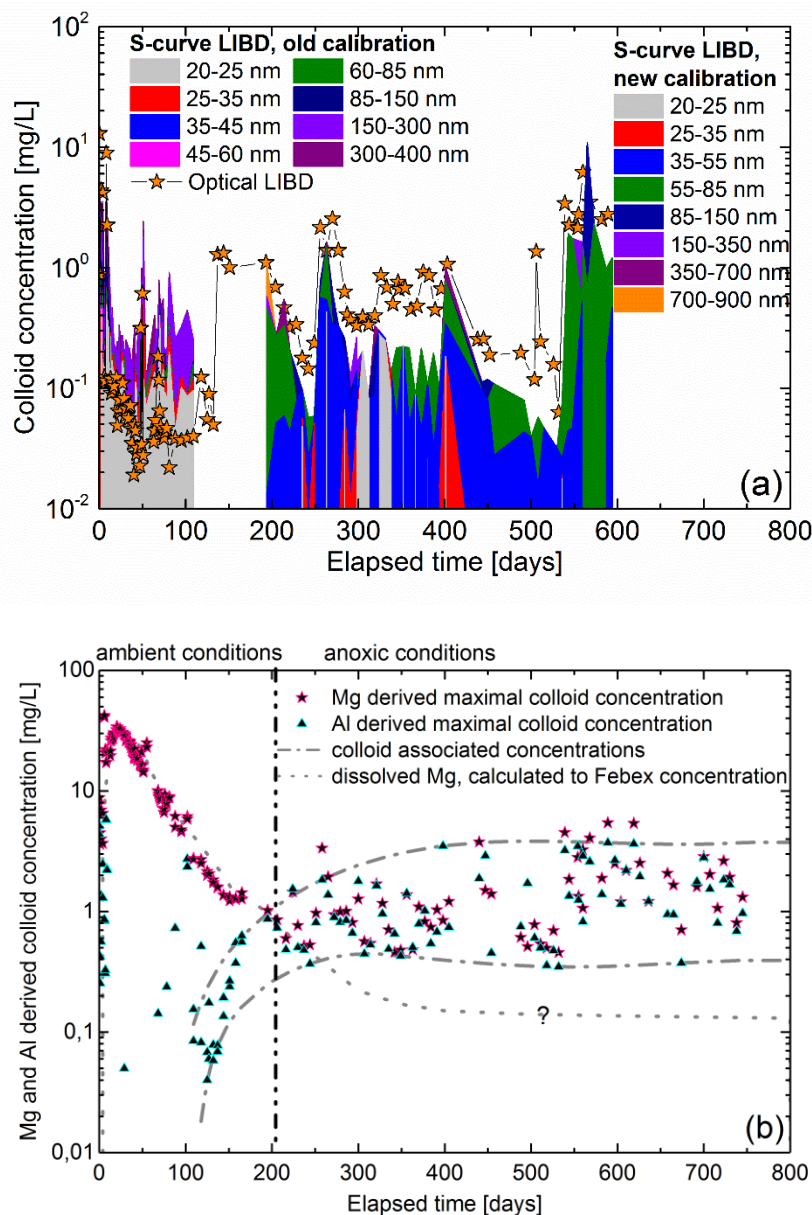 10²
10¹
10⁰
10⁻¹
10⁻²
Colloid concentration [mg/L]
S-curve LIBD, old calibration
20-25 nm
25-35 nm
35-45 nm
45-60 nm
60-85 nm
85-150 nm
150-300 nm
300-400 nm
Optical LIBD
S-curve LIBD,
new calibration
20-25 nm
25-35 nm
35-55 nm
55-85 nm
85-150 nm
150-350 nm
350-700 nm
700-900 nm
(a)
0 100 200 300 400 500 600 700 800
Elapsed time [days]
ambient conditions anoxic conditions
100
10
1
0,1
0,01
Mg and Al derived colloid concentration [mg/L]
Mg derived maximal colloid concentration
Al derived maximal colloid concentration
colloid associated concentrations
dissolved Mg, calculated to Febex concentration
?
(b)
0 100 200 300 400 500 600 700 800
Elapsed time [days]